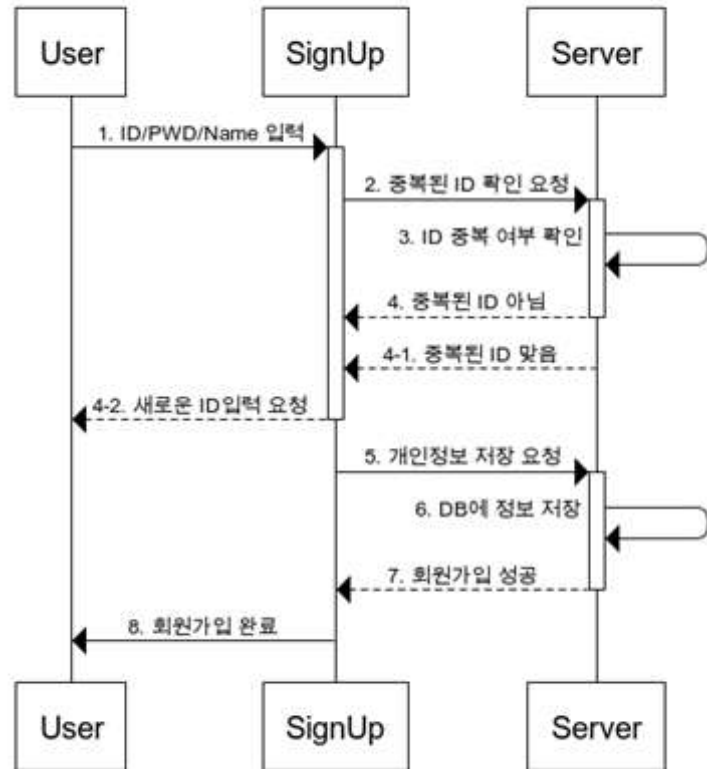 User
SignUp
Server
1. ID/PWD/Name 입력
2. 중복된 ID 확인 요청
3. ID 중복 여부 확인
4. 중복된 ID 아님
4-1. 중복된 ID 맞음
4-2. 새로운 ID입력 요청
5. 개인정보 저장 요청
6. DB에 정보 저장
7. 회원가입 성공
8. 회원가입 완료
User
SignUp
Server